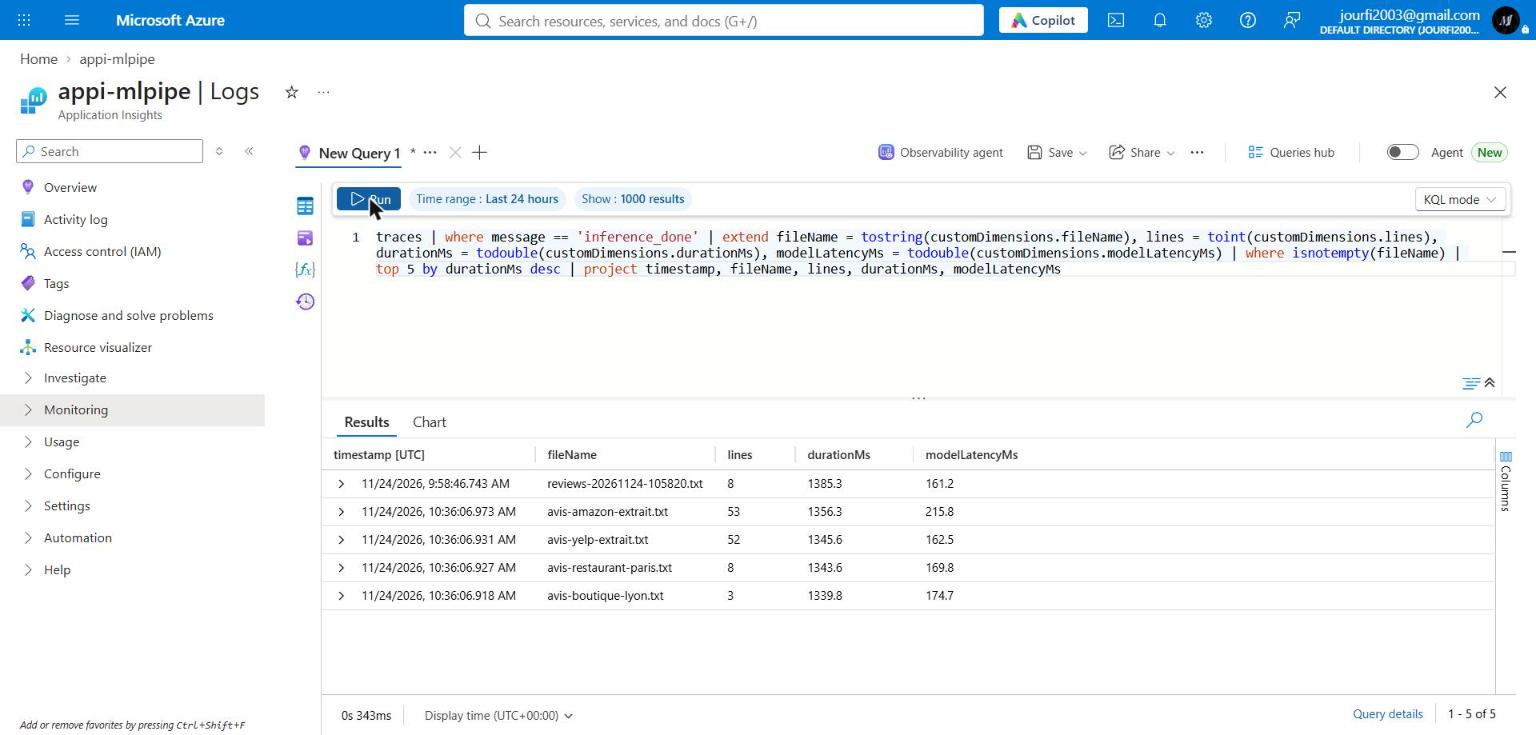 Microsoft Azure
Search resources, services, and docs (G+/)
Copilot
jourfi2003@gmail.com
DEFAULT DIRECTORY (JOURFI200...
Home > appi-mlpipe
appi-mlpipe | Logs
Application Insights
Search
Overview
Activity log
Access control (IAM)
Tags
Diagnose and solve problems
Resource visualizer
Investigate
Monitoring
Usage
Configure
Settings
Automation
Help
Add or remove favorites by pressing Ctrl+Shift+F
New Query 1 * ...
Observability agent
Save
Share
...
Queries hub
Agent New
Run
Time range : Last 24 hours
Show : 1000 results
KQL mode
1 traces | where message == 'inference_done' | extend fileName = tostring(customDimensions.fileName), lines = toint(customDimensions.lines),
durationMs = todouble(customDimensions.durationMs), modelLatencyMs = todouble(customDimensions.modelLatencyMs) | where isnotempty(fileName) |
top 5 by durationMs desc | project timestamp, fileName, lines, durationMs, modelLatencyMs
Results Chart
timestamp [UTC] fileName lines durationMs modelLatencyMs
11/24/2026, 9:58:46.743 AM reviews-20261124-105820.txt 8 1385.3 161.2
11/24/2026, 10:36:06.973 AM avis-amazon-extrait.txt 53 1356.3 215.8
11/24/2026, 10:36:06.931 AM avis-yelp-extrait.txt 52 1345.6 162.5
11/24/2026, 10:36:06.927 AM avis-restaurant-paris.txt 8 1343.6 169.8
11/24/2026, 10:36:06.918 AM avis-boutique-lyon.txt 3 1339.8 174.7
Columns
0s 343ms
Display time (UTC+00:00)
Query details
1 - 5 of 5